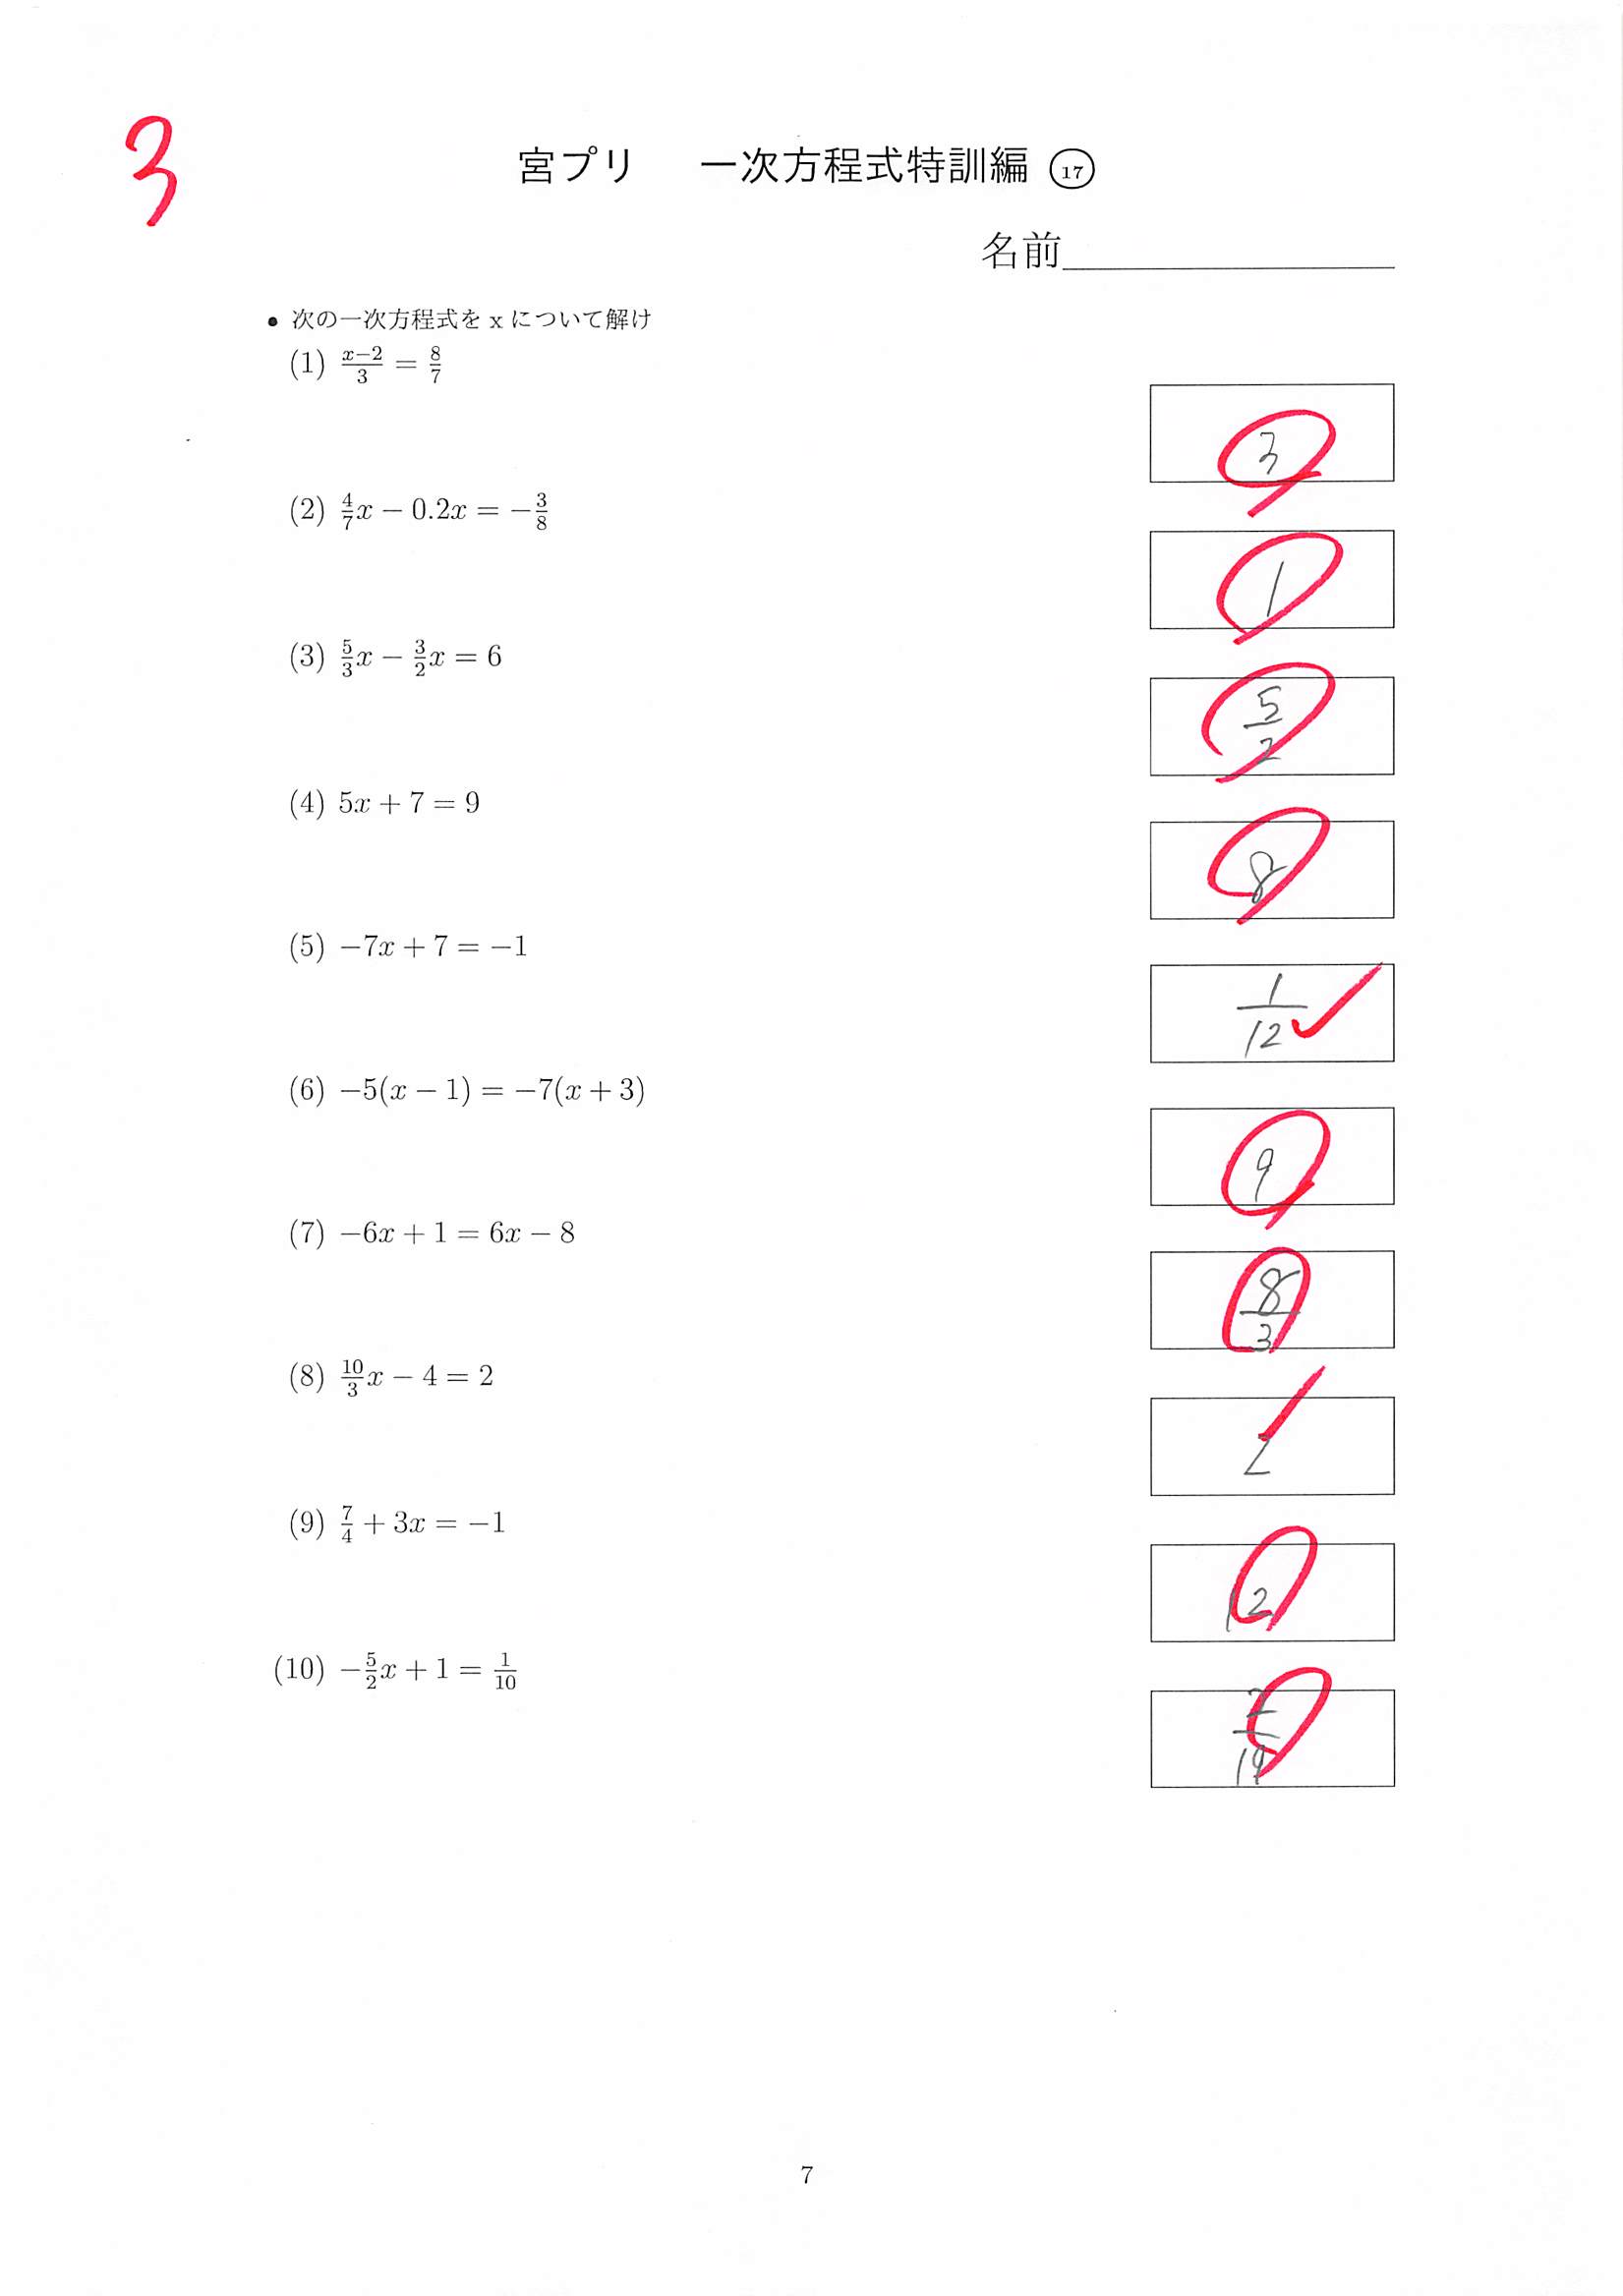 3
宮プリ 一次方程式特訓編 ⑰
名前
• 次の一次方程式を x について解け
(1) \frac{x-2}{3} = \frac{8}{7}
3
(2) \frac{4}{7}x − 0.2x = −\frac{3}{8}
1
(3) \frac{5}{3}x − \frac{3}{2}x = 6
\frac{5}{2}
(4) 5x + 7 = 9
8
(5) −7x + 7 = −1
\frac{1}{12}
(6) −5(x − 1) = −7(x + 3)
9
(7) −6x + 1 = 6x − 8
\frac{8}{3}
(8) \frac{10}{3}x − 4 = 2
(9) \frac{7}{4} + 3x = −1
12
(10) −\frac{5}{2}x + 1 = \frac{1}{10}
7